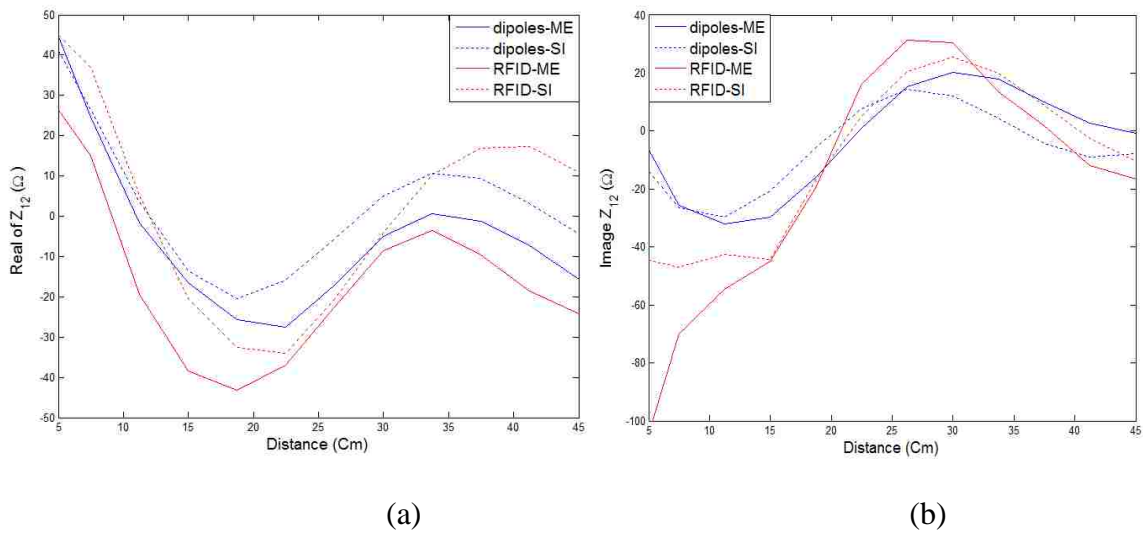 dipoles-ME
dipoles-SI
RFID-ME
RFID-SI
50
40
30
20
10
0
-10
-20
-30
-40
-50
Real of Z12 (Ω)
5 10 15 20 25 30 35 40 45
Distance (Cm)
(a)
dipoles-ME
dipoles-SI
RFID-ME
RFID-SI
40
20
0
-20
-40
-60
-80
-100
Image Z12 (Ω)
5 10 15 20 25 30 35 40 45
Distance (Cm)
(b)